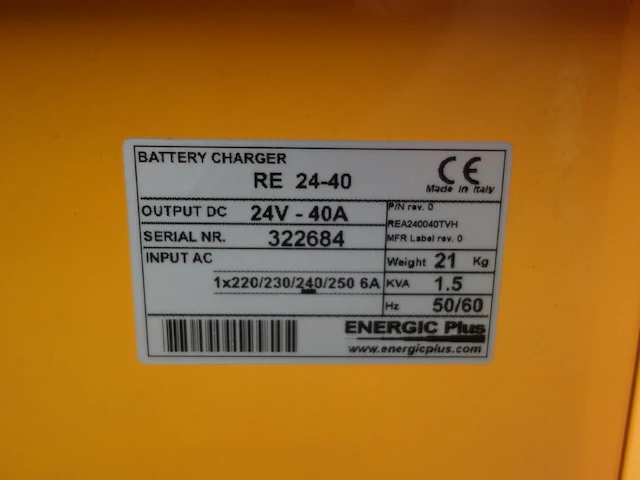 BATTERY CHARGER
RE 24-40
CE
Made in Italy
OUTPUT DC 24V - 40A
P/N rev. 0
REA240040TVH
SERIAL NR. 322684
MFR Label rev. 0
INPUT AC
Weight 21 Kg
1x220/230/240/250 6A
KVA 1.5
Hz 50/60
ENERGIC Plus
www.energicplus.com